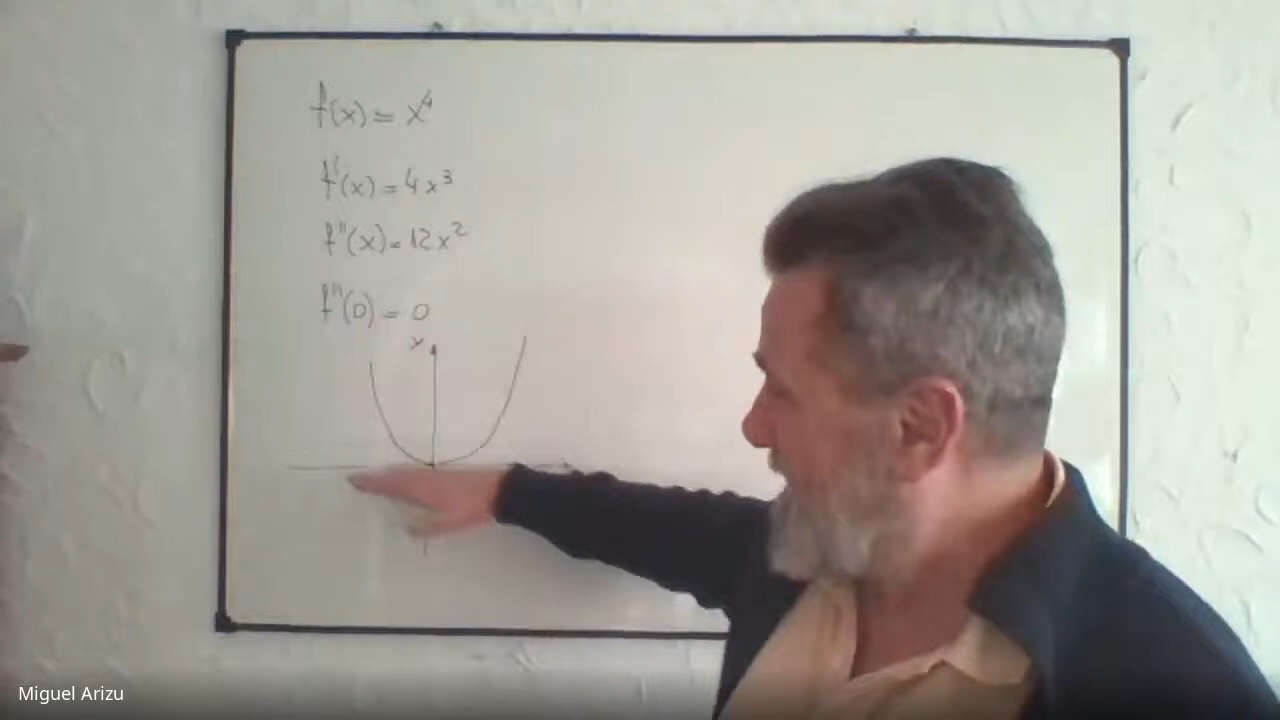 f(x) = x⁴
f'(x) = 4x³
f''(x) = 12x²
f''(0) = 0
y
Miguel Arizu